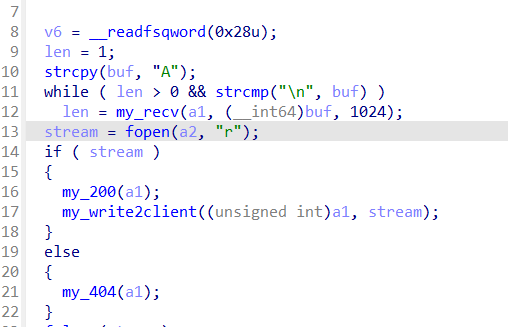 7
8 v6 = __readfsqword(0x28u);
9 len = 1;
10 strcpy(buf, "A");
11 while ( len > 0 && strcmp("\n", buf) )
12 len = my_recv(a1, (__int64)buf, 1024);
13 stream = fopen(a2, "r");
14 if ( stream )
15 {
16 my_200(a1);
17 my_write2client((unsigned int)a1, stream);
18 }
19 else
20 {
21 my_404(a1);
22 }